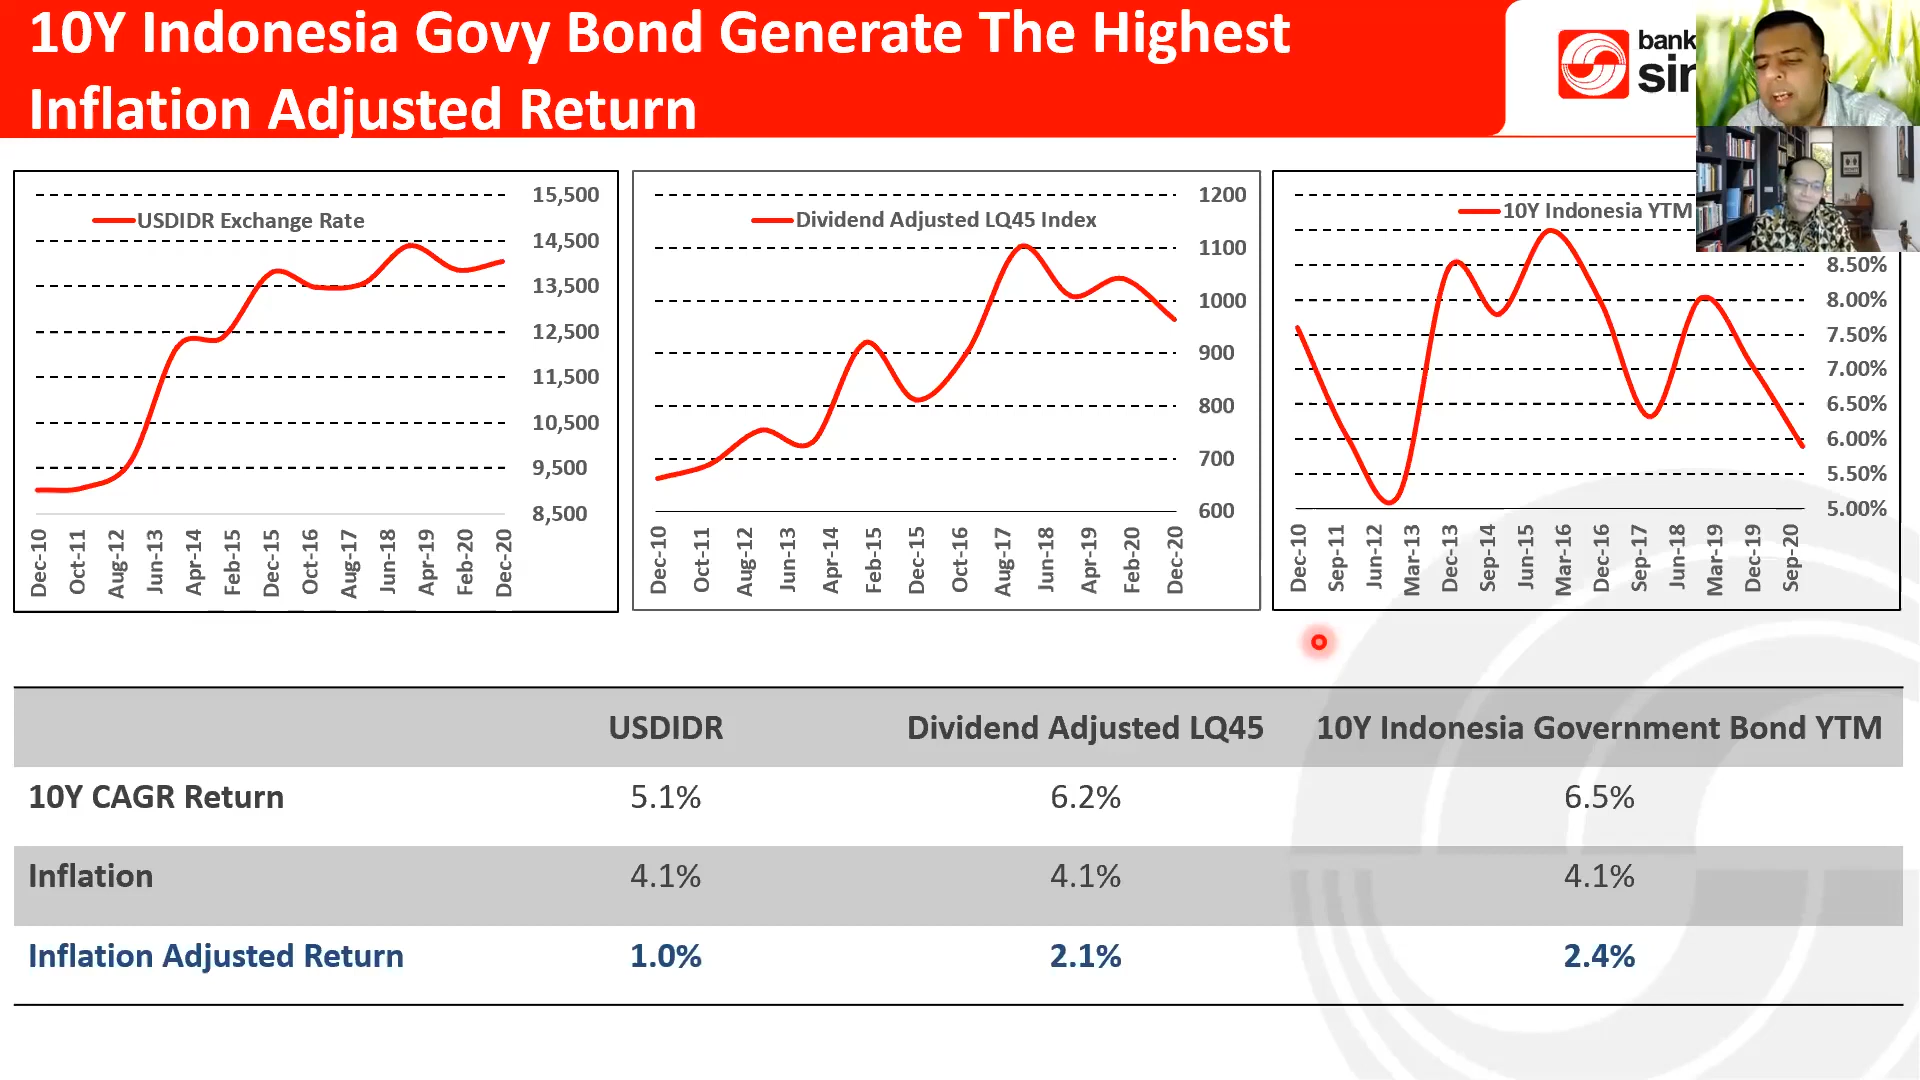 10Y Indonesia Govy Bond Generate The Highest
Inflation Adjusted Return
bank
USDIDR Exchange Rate
15,500
14,500
13,500
12,500
11,500
10,500
9,500
8,500
Dec-10 Oct-11 Aug-12 Jun-13 Apr-14 Feb-15 Dec-15 Oct-16 Aug-17 Jun-18 Apr-19 Feb-20 Dec-20
Dividend Adjusted LQ45 Index
1200
1100
1000
900
800
700
600
Dec-10 Oct-11 Aug-12 Jun-13 Apr-14 Feb-15 Dec-15 Oct-16 Aug-17 Jun-18 Apr-19 Feb-20 Dec-20
10Y Indonesia YTM
8.50%
8.00%
7.50%
7.00%
6.50%
6.00%
5.50%
5.00%
Dec-10 Sep-11 Jun-12 Mar-13 Dec-13 Sep-14 Jun-15 Mar-16 Dec-16 Sep-17 Jun-18 Mar-19 Dec-19 Sep-20
USDIDR Dividend Adjusted LQ45 10Y Indonesia Government Bond YTM
10Y CAGR Return 5.1% 6.2% 6.5%
Inflation 4.1% 4.1% 4.1%
Inflation Adjusted Return 1.0% 2.1% 2.4%